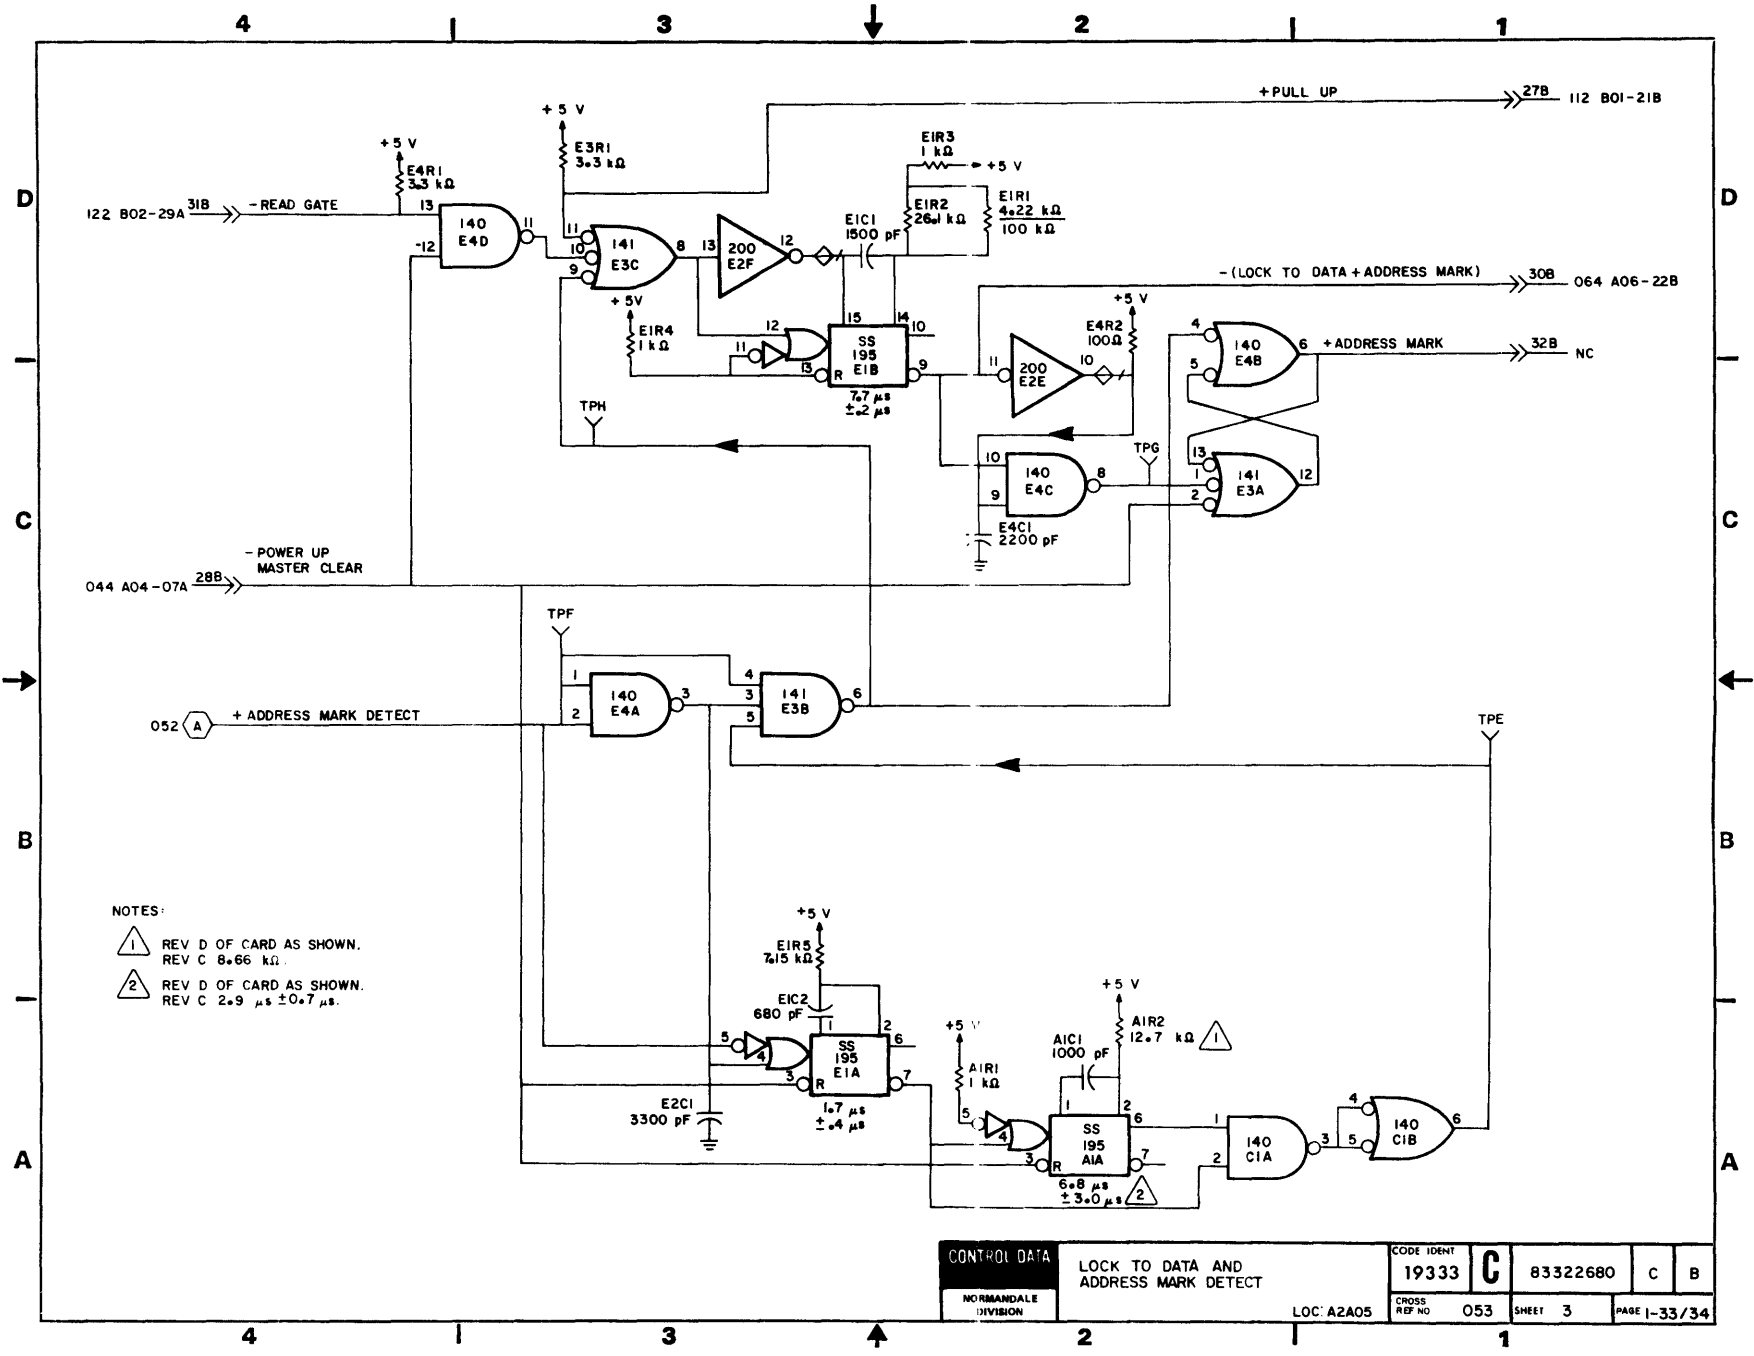 4 3 2 1
+PULL UP 27B 112 B01-21B
+5 V
E3R1
3.3 kΩ
+5 V
E4R1
3.3 kΩ
E1R3
1 kΩ
+5 V
D D
122 B02-29A 31B -READ GATE
13
-12
140
E4D
11
11
10
9
141
E3C
8 13
200
E2F
12
E1C1
1500 pF
E1R2
26.1 kΩ
E1R1
4.22 kΩ
100 kΩ
-(LOCK TO DATA + ADDRESS MARK) 30B 064 A06-22B
+5V
E1R4
1 kΩ
12
11
13
15 14
10
SS
195
E1B
R
9
7.7 μs
±.2 μs
11
200
E2E
10
+5 V
E4R2
100Ω
4
5
140
E4B
6
+ADDRESS MARK 32B NC
TPH
10
9
140
E4C
8
TPG
13
1
2
141
E3A
12
C C
E4C1
2200 pF
-POWER UP
MASTER CLEAR
044 A04-07A 28B
TPF
1
2
140
E4A
3
4
3
5
141
E3B
6
052 A + ADDRESS MARK DETECT
TPE
B B
NOTES:
1 REV D OF CARD AS SHOWN.
REV C 8.66 kΩ.
2 REV D OF CARD AS SHOWN.
REV C 2.9 μs ±0.7 μs.
+5 V
E1R5
7.15 kΩ
E1C2
680 pF
1 2
5
4
3
SS
195
E1A
R
6
7
1.7 μs
±.4 μs
E2C1
3300 pF
+5 V
A1R1
1 kΩ
+5 V
A1R2
12.7 kΩ 1
A1C1
1000 pF
1 2
5
4
3
SS
195
A1A
R
6
7
6.8 μs
±3.0 μs 2
1
2
140
C1A
3
4
5
140
C1B
6
A A
CONTROL DATA
NORMANDALE
DIVISION
LOCK TO DATA AND
ADDRESS MARK DETECT
LOC: A2A05
CODE IDENT
19333 C 83322680 C B
CROSS
REF NO 053 SHEET 3 PAGE 1-33/34
4 3 2 1